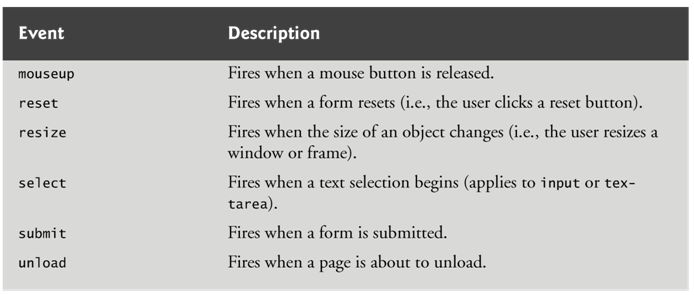 Event Description
mouseup Fires when a mouse button is released.
reset Fires when a form resets (i.e., the user clicks a reset button).
resize Fires when the size of an object changes (i.e., the user resizes a
window or frame).
select Fires when a text selection begins (applies to input or tex-
tarea).
submit Fires when a form is submitted.
unload Fires when a page is about to unload.